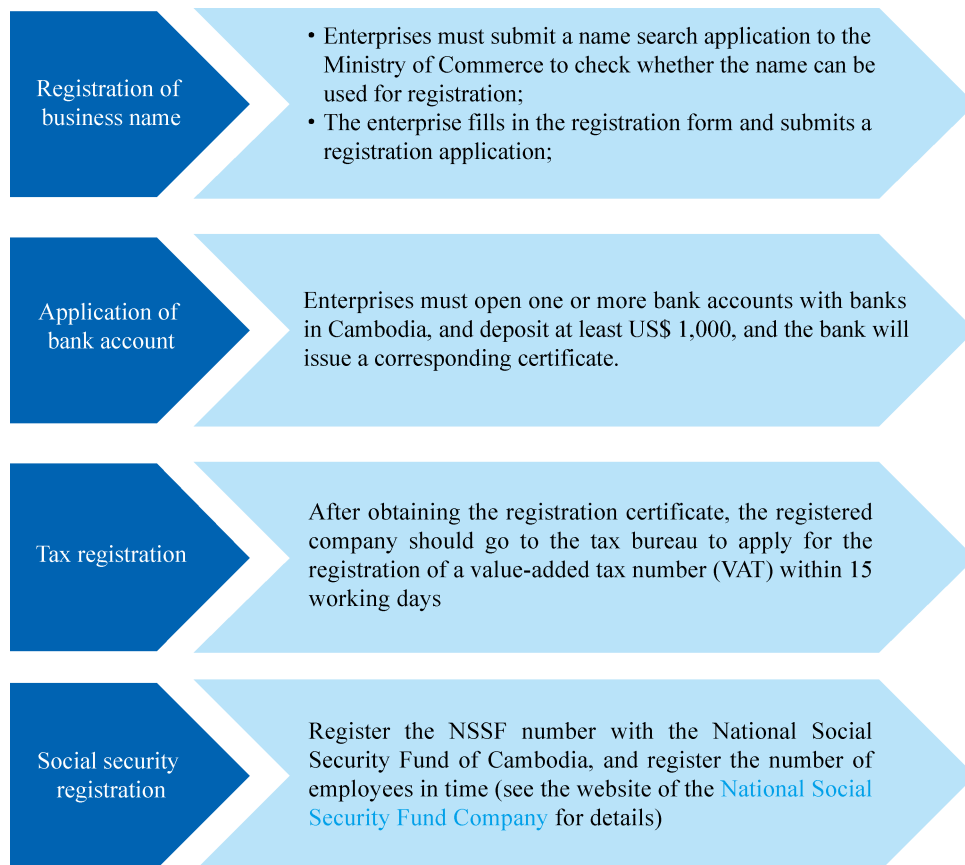 Registration of
business name
• Enterprises must submit a name search application to the
Ministry of Commerce to check whether the name can be
used for registration;
• The enterprise fills in the registration form and submits a
registration application;
Application of
bank account
Enterprises must open one or more bank accounts with banks
in Cambodia, and deposit at least US$ 1,000, and the bank will
issue a corresponding certificate.
Tax registration
After obtaining the registration certificate, the registered
company should go to the tax bureau to apply for the
registration of a value-added tax number (VAT) within 15
working days
Social security
registration
Register the NSSF number with the National Social
Security Fund of Cambodia, and register the number of
employees in time (see the website of the National Social
Security Fund Company for details)